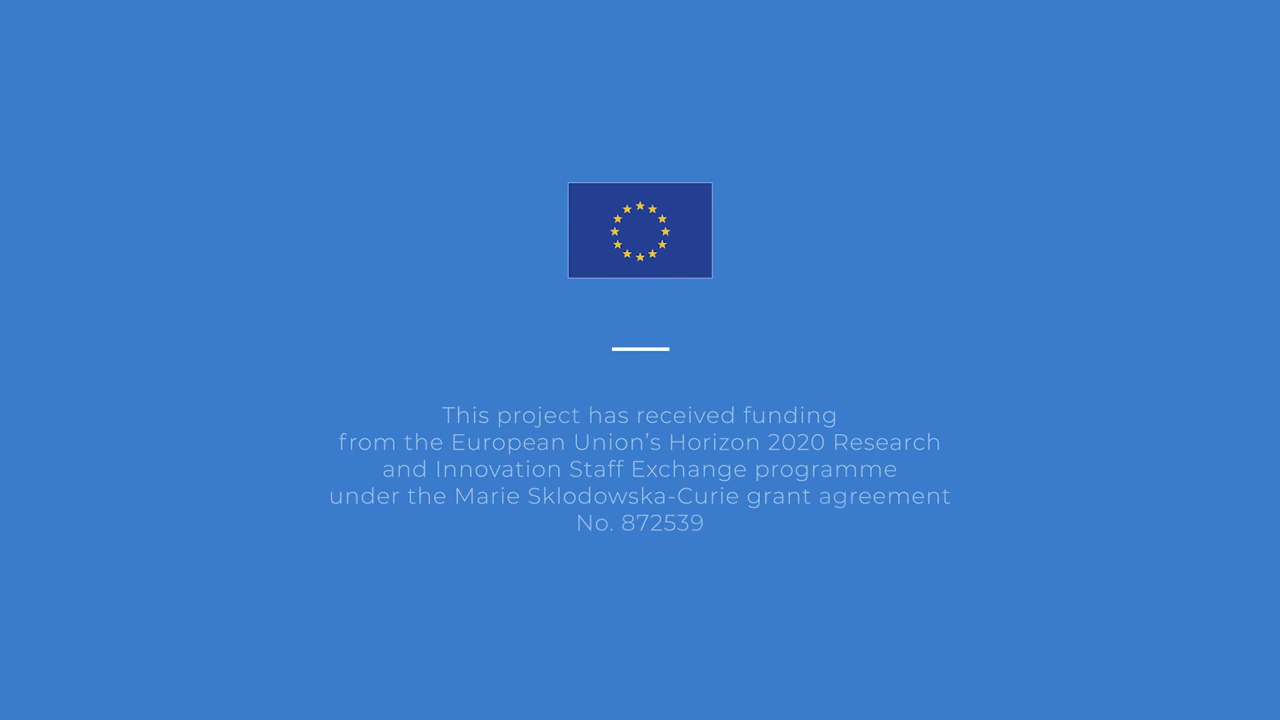 This project has received funding
from the European Union’s Horizon 2020 Research
and Innovation Staff Exchange programme
under the Marie Sklodowska-Curie grant agreement
No. 872539